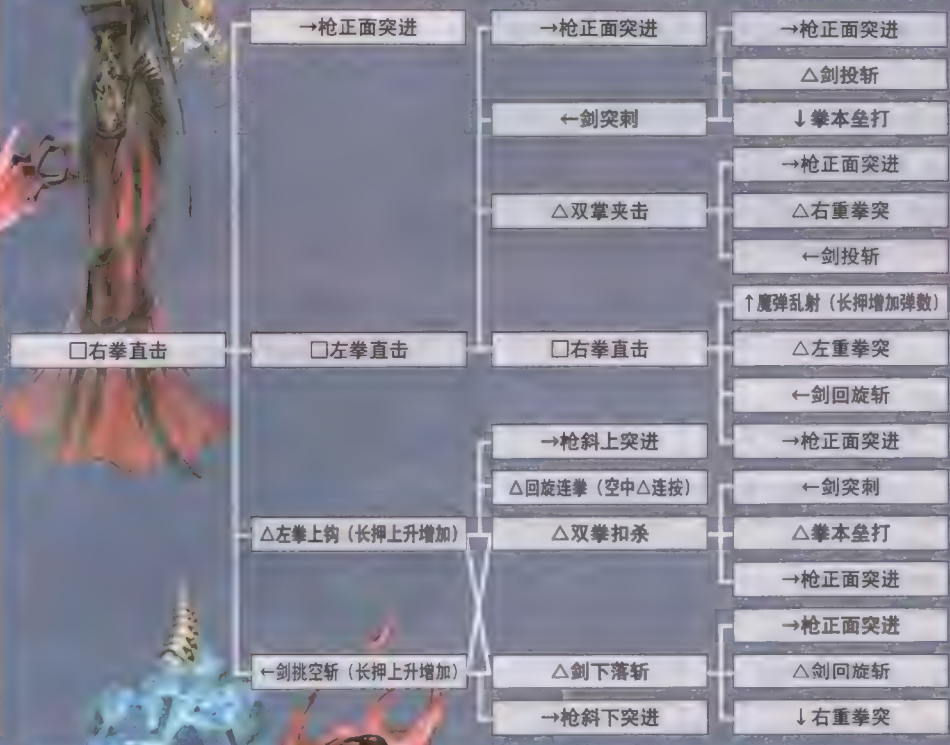 →枪正面突进
→枪正面突进
→枪正面突进
△剑投斩
←剑突刺
↓拳本垒打
→枪正面突进
△双掌夹击
△右重拳突
←剑投斩
↑魔弹乱射（长押增加弹数）
□右拳直击
□左拳直击
□右拳直击
△左重拳突
←剑回旋斩
→枪斜上突进
→枪正面突进
△回旋连拳（空中△连按）
←剑突刺
△左拳上钩（长押上升增加）
△双拳扣杀
△拳本垒打
→枪正面突进
→枪正面突进
←剑挑空斩（长押上升增加）
△剑下落斩
△剑回旋斩
→枪斜下突进
↓右重拳突